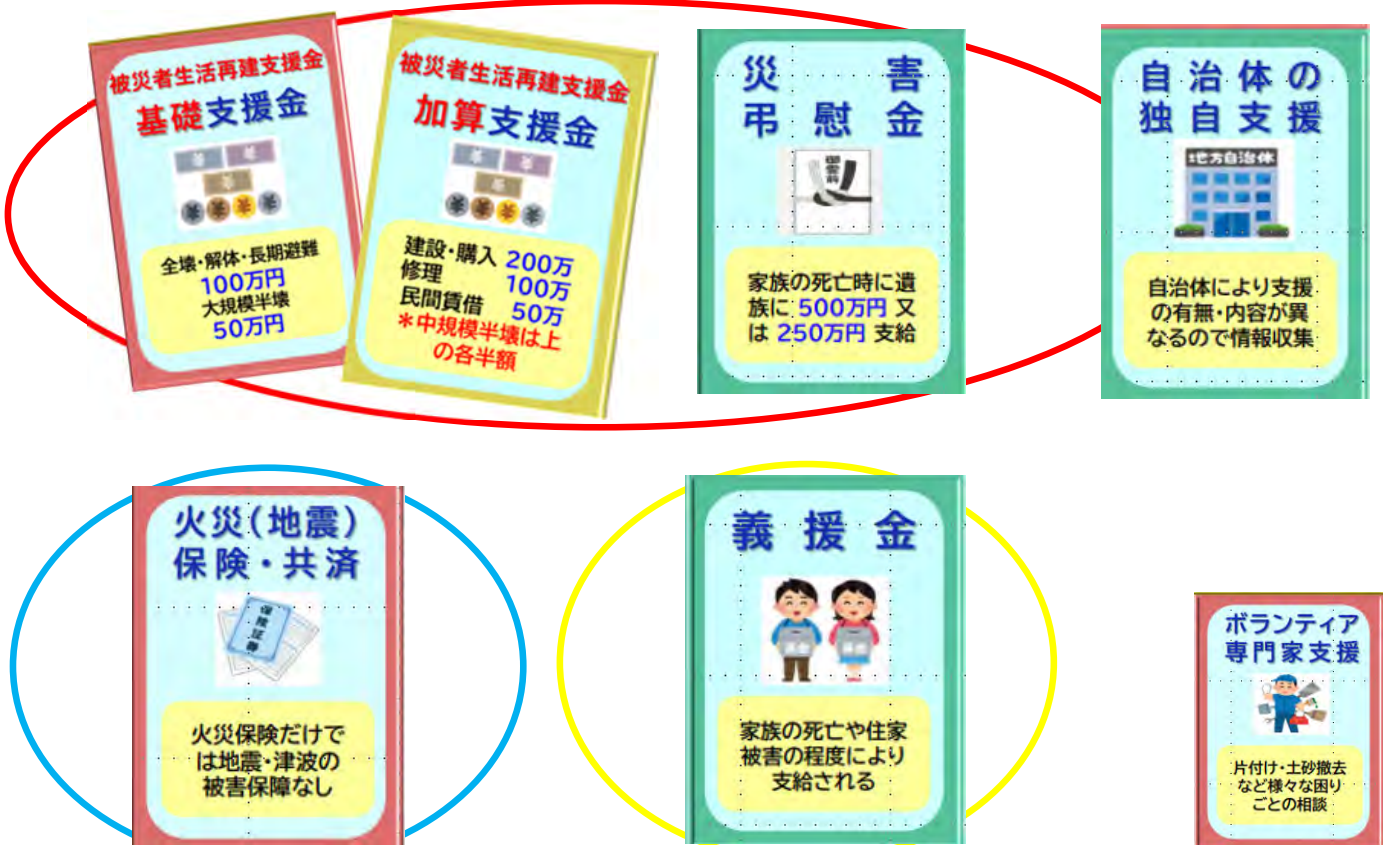 被災者生活再建支援金
基礎支援金
全壊・解体・長期避難
100万円
大規模半壊
50万円
被災者生活再建支援金
加算支援金
建設・購入 200万
修理 100万
民間賃借 50万
＊中規模半壊は上
の各半額
災害
弔慰金
御霊前
家族の死亡時に遺
族に 500万円 又
は 250万円 支給
自治体の
独自支援
地方自治体
自治体により支援
の有無・内容が異
なるので情報収集
火災(地震)
保険・共済
保険証券
火災保険だけで
は地震・津波の
被害保障なし
義援金
家族の死亡や住家
被害の程度により
支給される
ボランティア
専門家支援
片付け・土砂撤去
など様々な困り
ごとの相談